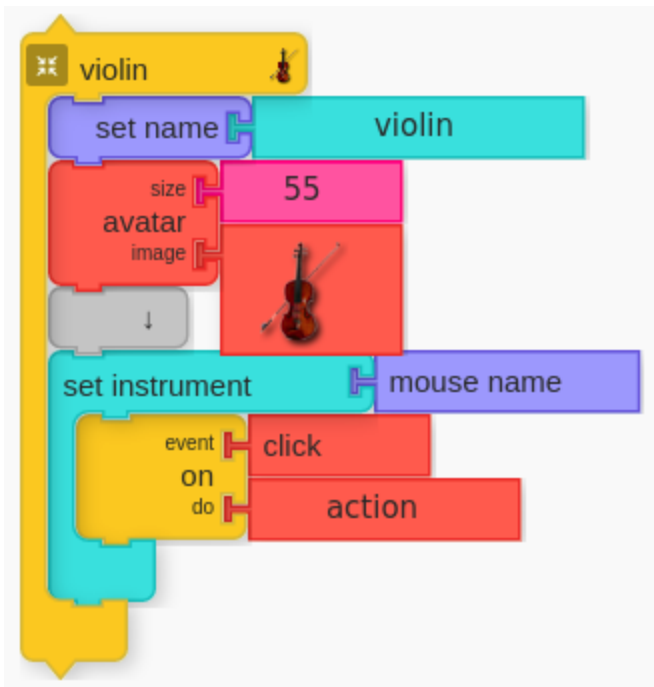 violin
set name violin
size 55
avatar
image
↓
set instrument mouse name
event click
on
do action